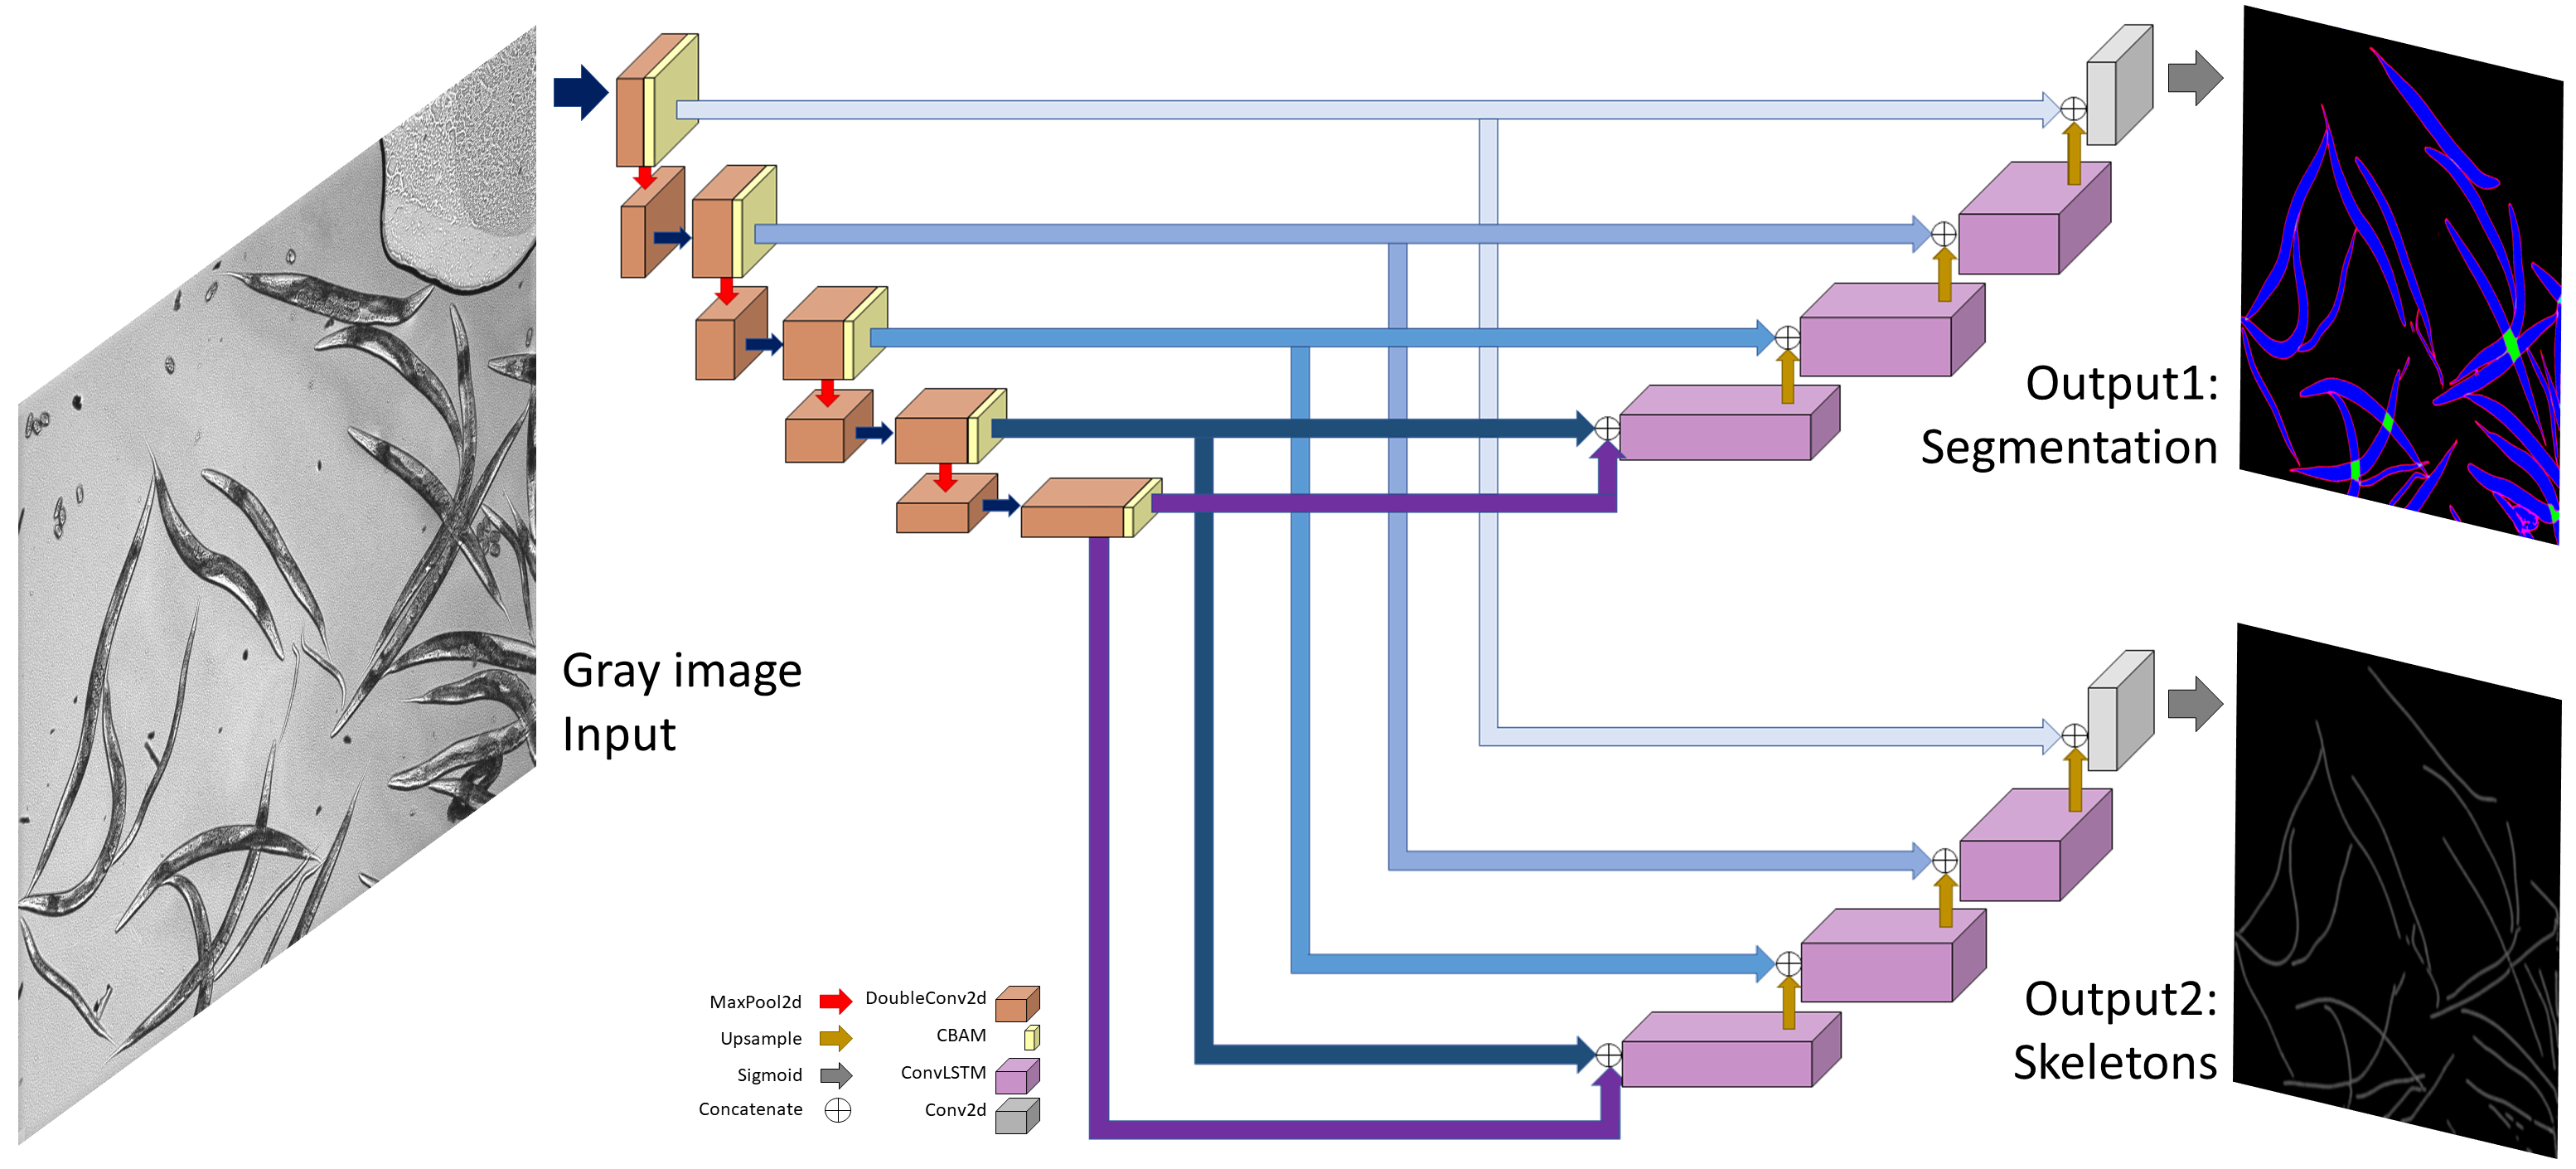 Output1:
Segmentation
Gray image
Input
Output2:
Skeletons
MaxPool2d
DoubleConv2d
Upsample
CBAM
Sigmoid
ConvLSTM
Concatenate
Conv2d